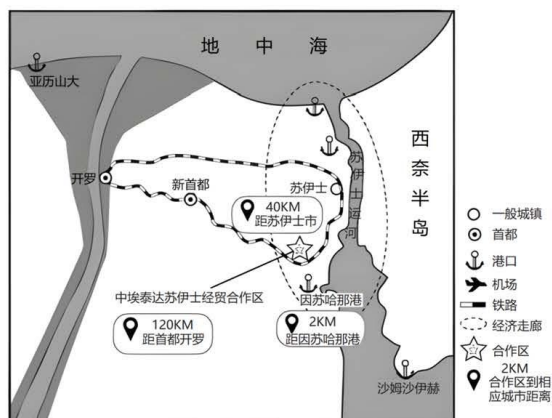 地中海
亚历山大
西奈半岛
苏伊士运河
开罗
新首都
苏伊士
40KM
距苏伊士市
中埃泰达苏伊士经贸合作区
因苏哈那港
120KM
距首都开罗
2KM
距因苏哈那港
沙姆沙伊赫
一般城镇
首都
港口
机场
铁路
经济走廊
合作区
2KM
合作区到相
应城市距离